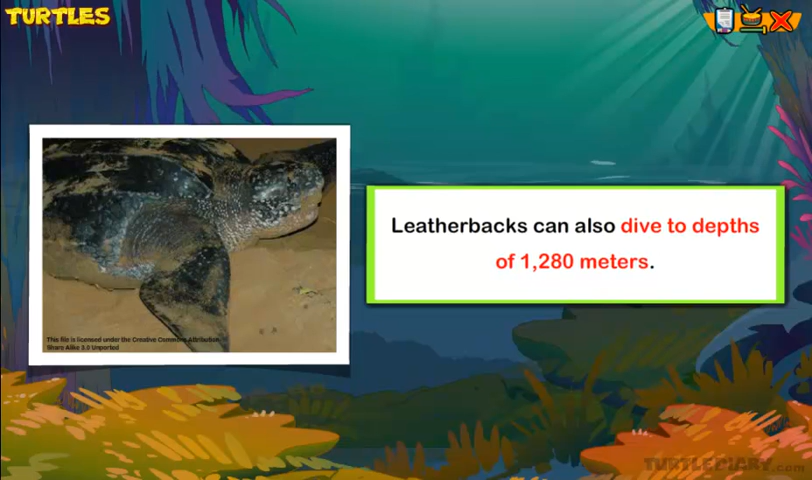 TURTLES
Leatherbacks can also dive to depths
of 1,280 meters.
This file is licensed under the Creative Commons Attribution
Share Alike 3.0 Unported
TURTLEDIARY.com